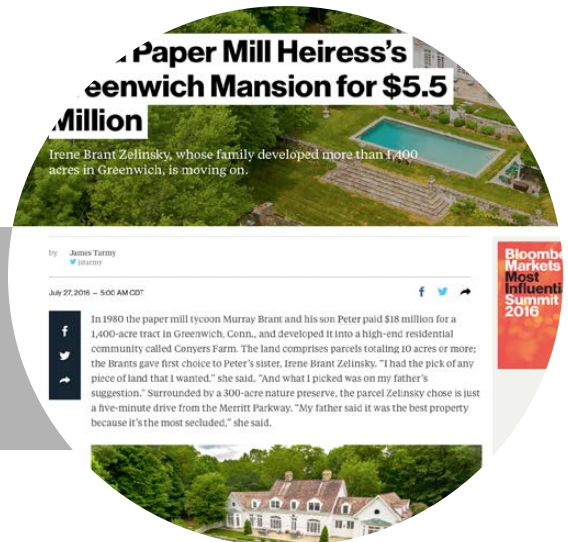 Paper Mill Heiress's
eenwich Mansion for $5.5
Million
Irene Brant Zelinsky, whose family developed more than 1,400
acres in Greenwich, is moving on.
by James Tarmy
jstarmy
July 27, 2016 — 5:00 AM CDT
In 1980 the paper mill tycoon Murray Brant and his son Peter paid $18 million for a
1,400-acre tract in Greenwich, Conn., and developed it into a high-end residential
community called Conyers Farm. The land comprises parcels totaling 10 acres or more;
the Brants gave first choice to Peter's sister, Irene Brant Zelinsky. "I had the pick of any
piece of land that I wanted," she said. "And what I picked was on my father's
suggestion." Surrounded by a 300-acre nature preserve, the parcel Zelinsky chose is just
a five-minute drive from the Merritt Parkway. "My father said it was the best property
because it's the most secluded," she said.
Bloombe
Markets
Most
Influenti
Summit
2016